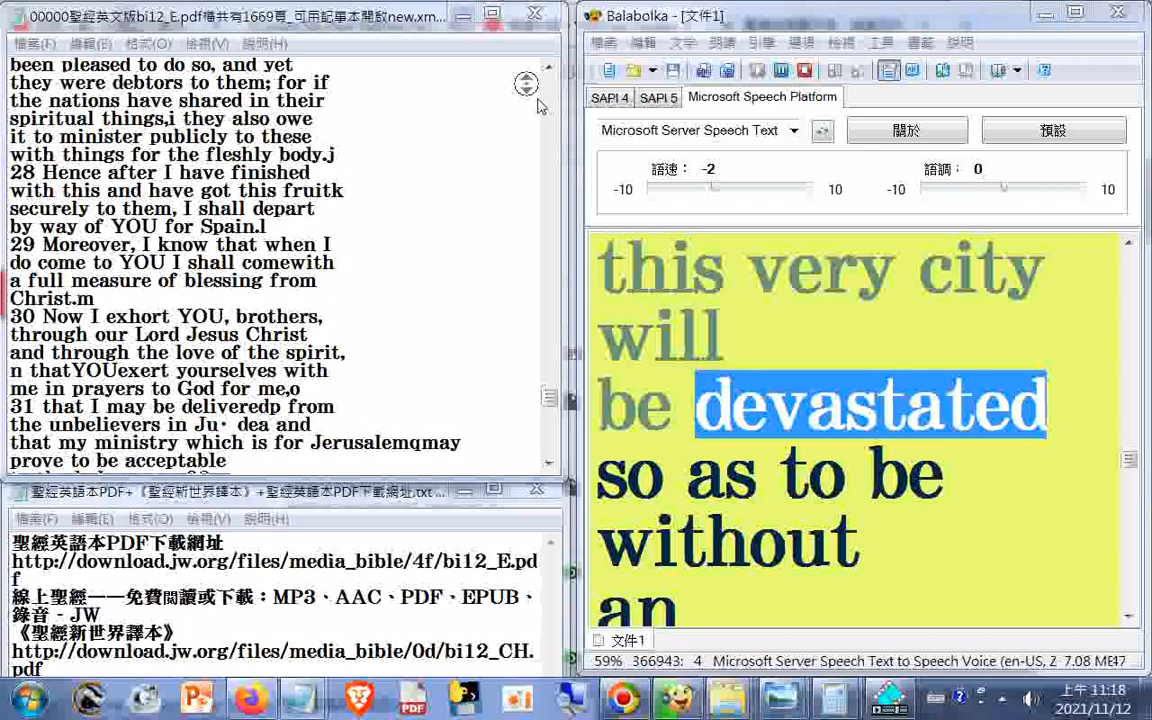 00000聖經英文版bi12_E.pdf檔共有1669頁_可用記事本開啟new.xm...
檔案(F) 編輯(E) 格式(O) 檢視(V) 說明(H)
been pleased to do so, and yet
they were debtors to them; for if
the nations have shared in their
spiritual things,i they also owe
it to minister publicly to these
with things for the fleshly body.j
28 Hence after I have finished
with this and have got this fruitk
securely to them, I shall depart
by way of YOU for Spain.l
29 Moreover, I know that when I
do come to YOU I shall comewith
a full measure of blessing from
Christ.m
30 Now I exhort YOU, brothers,
through our Lord Jesus Christ
and through the love of the spirit,
n thatYOUexert yourselves with
me in prayers to God for me,o
31 that I may be deliveredp from
the unbelievers in Ju· dea and
that my ministry which is for Jerusalemqmay
prove to be acceptable
聖經英語本PDF+《聖經新世界譯本》+聖經英語本PDF下載網址.txt ...
檔案(F) 編輯(E) 格式(O) 檢視(V) 說明(H)
聖經英語本PDF下載網址
http://download.jw.org/files/media_bible/4f/bi12_E.pd
f
線上聖經——免費閱讀或下載：MP3、AAC、PDF、EPUB、
錄音 - JW
《聖經新世界譯本》
http://download.jw.org/files/media_bible/0d/bi12_CH.
pdf
Balabolka - [文件1]
檔案 編輯 文字 朗讀 引擎 選項 檢視 工具 書籤 說明
SAPI 4 SAPI 5 Microsoft Speech Platform
Microsoft Server Speech Text 關於 預設
語速： -2 語調： 0
-10 10 -10 10
this very city
will
be devastated
so as to be
without
an
文件1
59% 366943: 4 Microsoft Server Speech Text to Speech Voice (en-US, Z 7.08 ME47
上午 11:18
2021/11/12